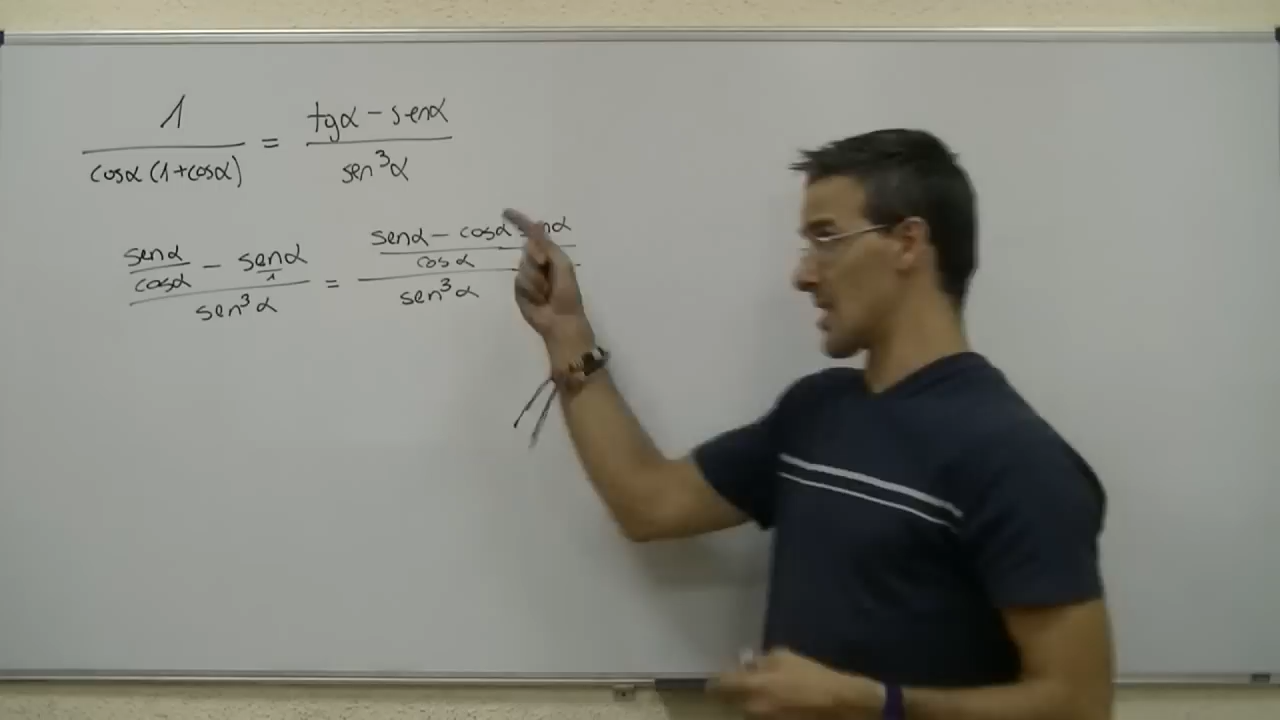 1/(cosα(1+cosα)) = (tgα - senα)/(sen³α)
(senα/cosα - senα/1)/(sen³α) = ((senα - cosα senα)/cosα)/(sen³α)